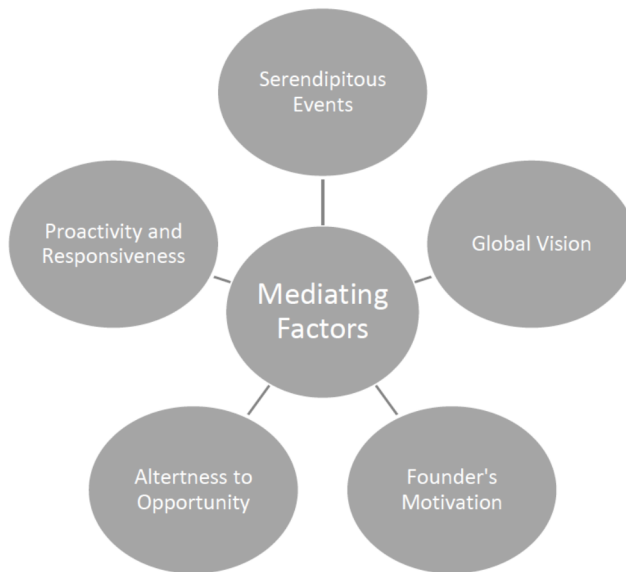 Serendipitous
Events
Proactivity and
Responsiveness
Global Vision
Mediating
Factors
Altertness to
Opportunity
Founder's
Motivation